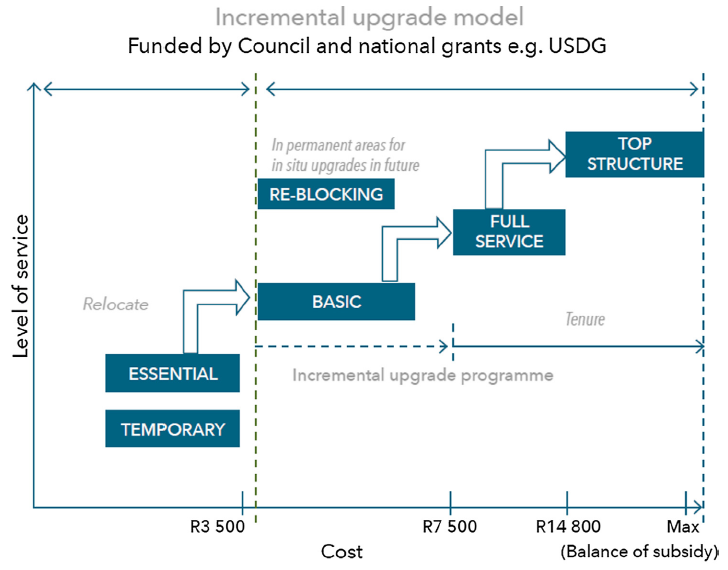 Incremental upgrade model
Funded by Council and national grants e.g. USDG
In permanent areas for
in situ upgrades in future
TOP
STRUCTURE
RE-BLOCKING
FULL
SERVICE
Level of service
Relocate
BASIC
Tenure
ESSENTIAL
Incremental upgrade programme
TEMPORARY
R3 500
R7 500
R14 800
Max
Cost
(Balance of subsidy)